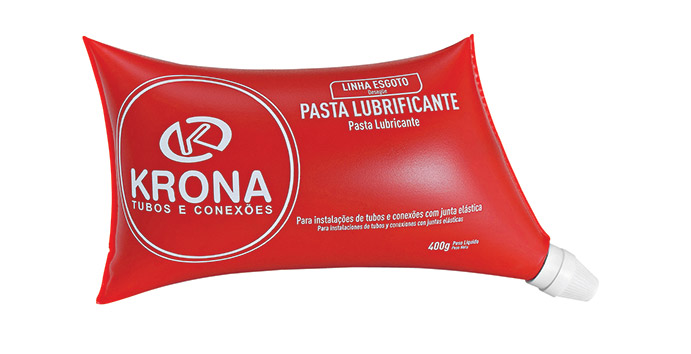 KRONA
TUBOS E CONEXÕES
LINHA ESGOTO
Desagüe
PASTA LUBRIFICANTE
Pasta Lubricante
Para instalações de tubos e conexões com junta elástica
Para instalaciones de tubos y conexiones con juntas elásticas
400g Peso Líquido
Peso Neto